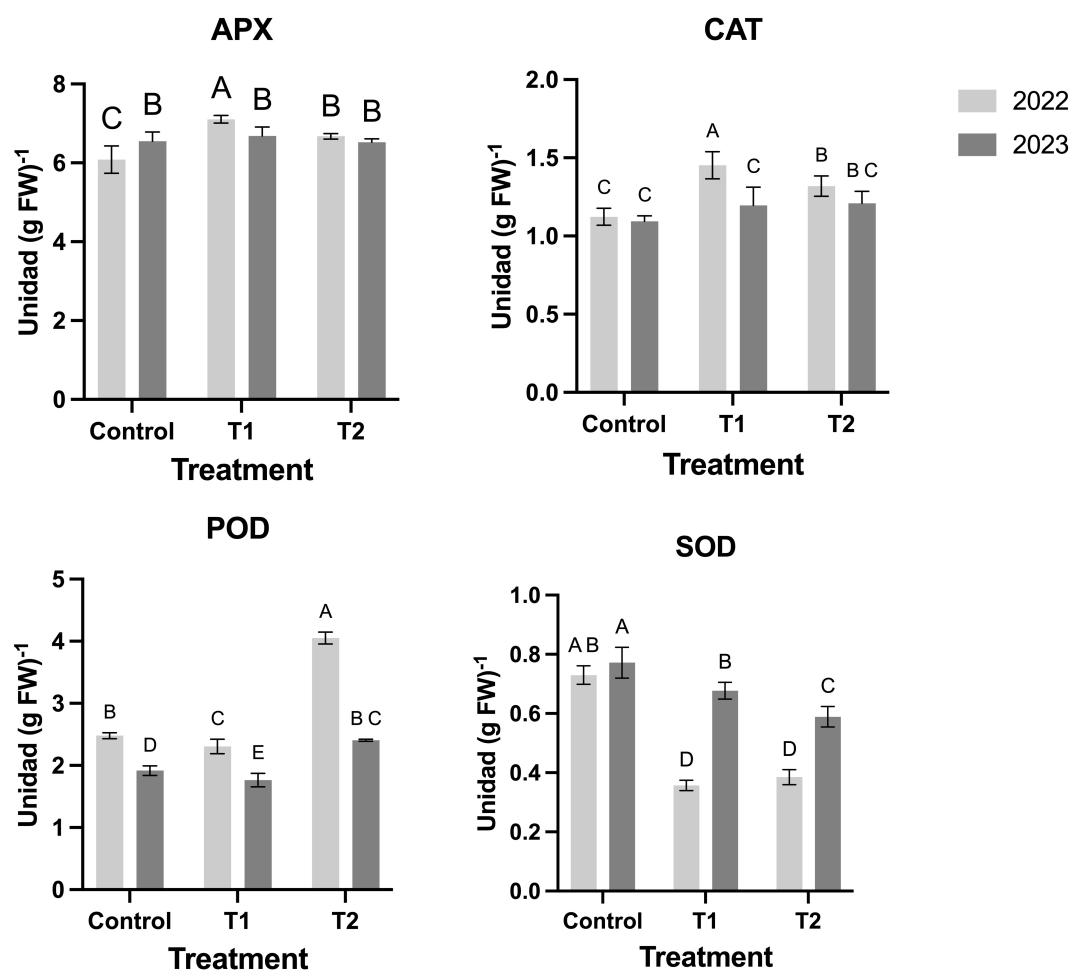 APX
8
6
4
2
0
Unidad (g FW)-1
C B A B B B
Control T1 T2
Treatment
CAT
2.0
1.5
1.0
0.5
0.0
Unidad (g FW)-1
C C A C B B C
Control T1 T2
Treatment
2022
2023
POD
5
4
3
2
1
0
Unidad (g FW)-1
B D C E A B C
Control T1 T2
Treatment
SOD
1.0
0.8
0.6
0.4
0.2
0.0
Unidad (g FW)-1
A B A D B D C
Control T1 T2
Treatment